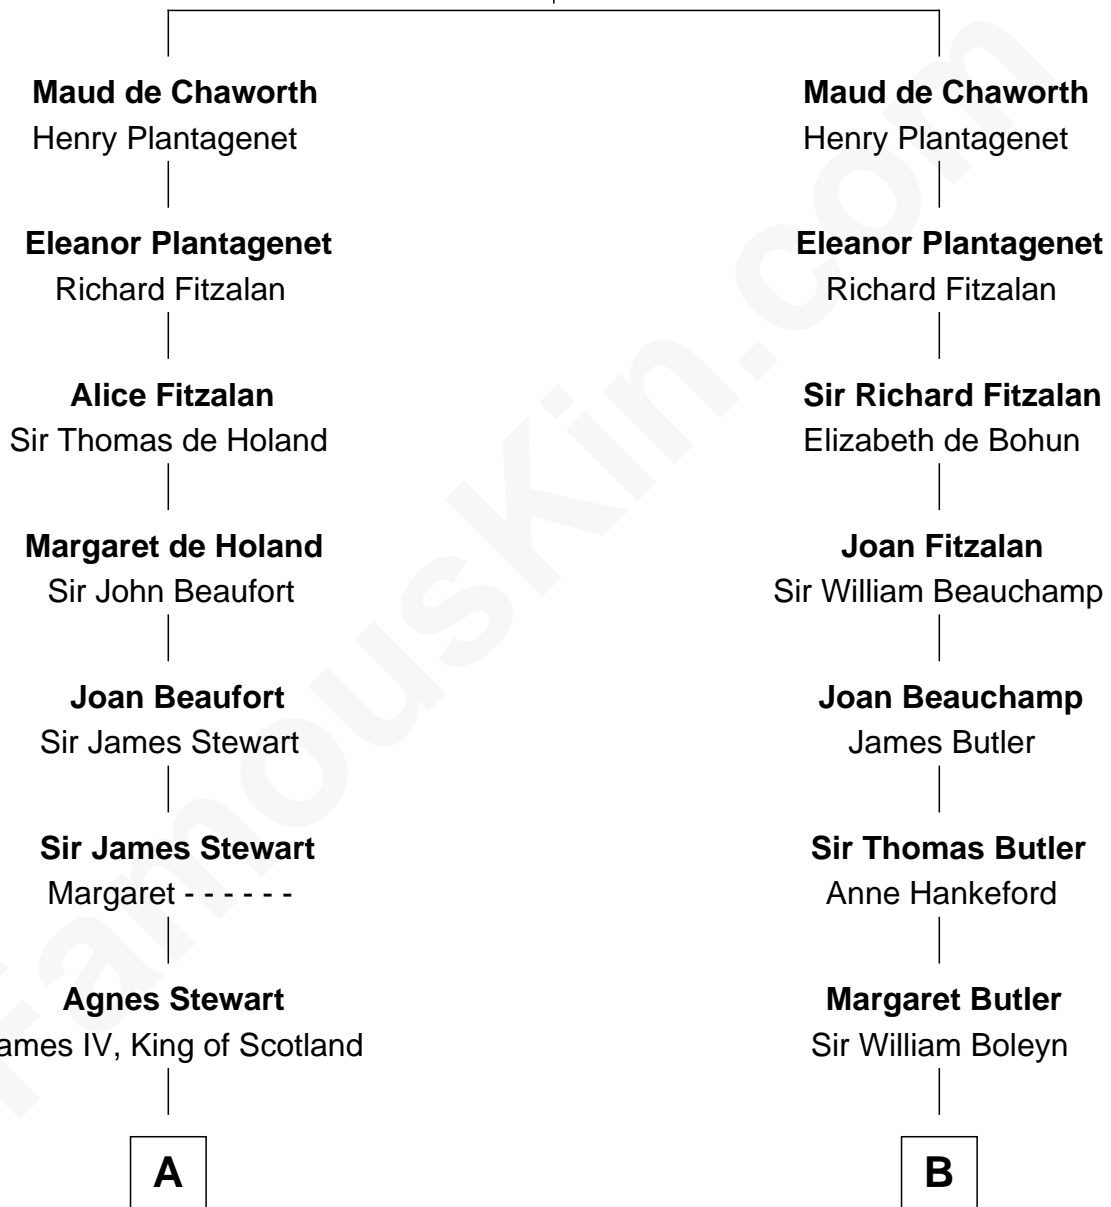 Maud de Chaworth
Henry Plantagenet
Eleanor Plantagenet
Richard Fitzalan
Alice Fitzalan
Sir Thomas de Holand
Margaret de Holand
Sir John Beaufort
Joan Beaufort
Sir James Stewart
Sir James Stewart
Margaret - - - - - -
Agnes Stewart
ames IV, King of Scotland
A
Maud de Chaworth
Henry Plantagenet
Eleanor Plantagenet
Richard Fitzalan
Sir Richard Fitzalan
Elizabeth de Bohun
Joan Fitzalan
Sir William Beauchamp
Joan Beauchamp
James Butler
Sir Thomas Butler
Anne Hankeford
Margaret Butler
Sir William Boleyn
B
FamousKin.com